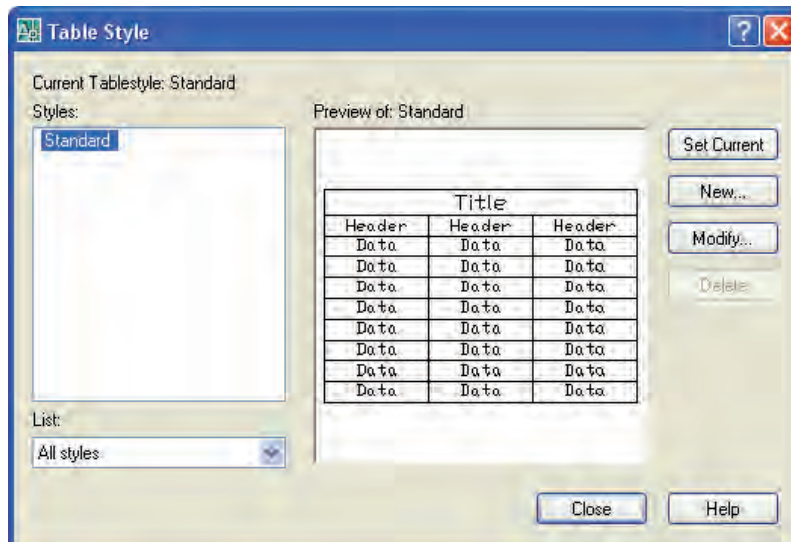 Table Style
Current Tablestyle: Standard
Styles:
Standard
List:
All styles
Preview of: Standard
Title
Header Header Header
Data Data Data
Data Data Data
Data Data Data
Data Data Data
Data Data Data
Data Data Data
Data Data Data
Data Data Data
Set Current
New...
Modify...
Delete
Close
Help